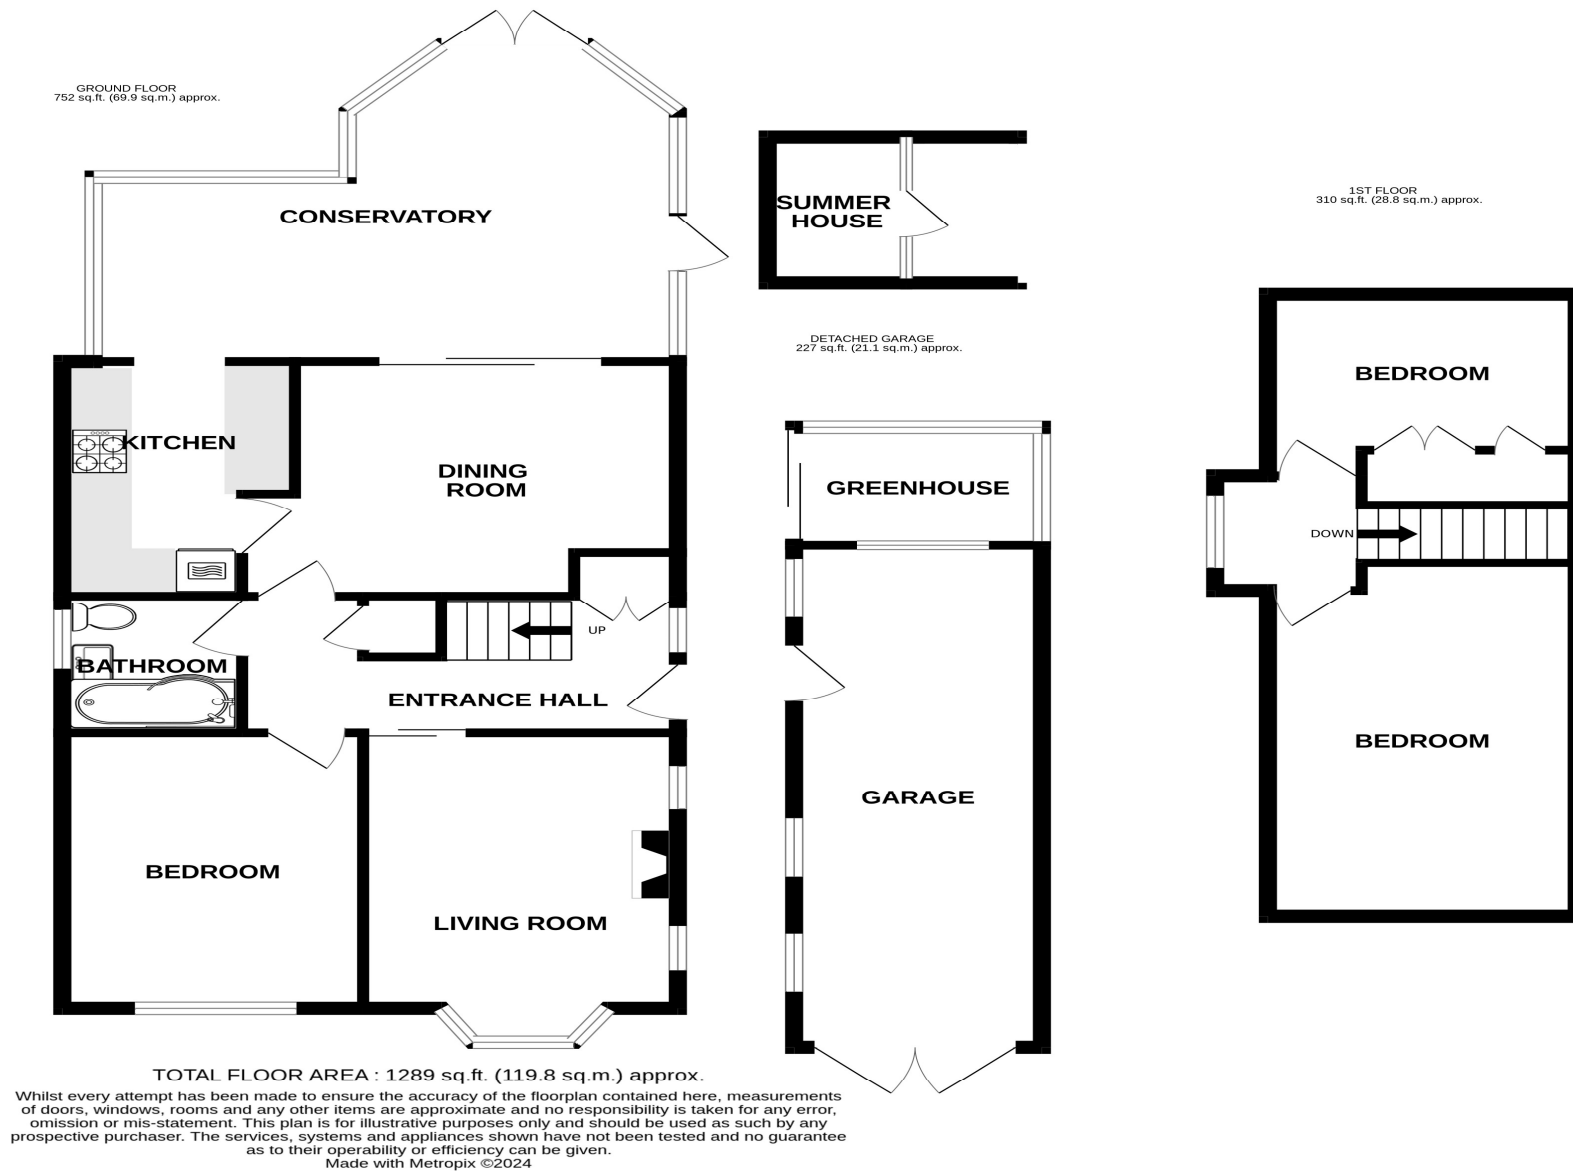 GROUND FLOOR
752 sq.ft. (69.9 sq.m.) approx.
CONSERVATORY
SUMMER
HOUSE
1ST FLOOR
310 sq.ft. (28.8 sq.m.) approx.
DETACHED GARAGE
227 sq.ft. (21.1 sq.m.) approx.
BEDROOM
KITCHEN
DINING
ROOM
GREENHOUSE
DOWN
UP
BATHROOM
ENTRANCE HALL
BEDROOM
GARAGE
BEDROOM
LIVING ROOM
TOTAL FLOOR AREA : 1289 sq.ft. (119.8 sq.m.) approx.
Whilst every attempt has been made to ensure the accuracy of the floorplan contained here, measurements
of doors, windows, rooms and any other items are approximate and no responsibility is taken for any error,
omission or mis-statement. This plan is for illustrative purposes only and should be used as such by any
prospective purchaser. The services, systems and appliances shown have not been tested and no guarantee
as to their operability or efficiency can be given.
Made with Metropix ©2024